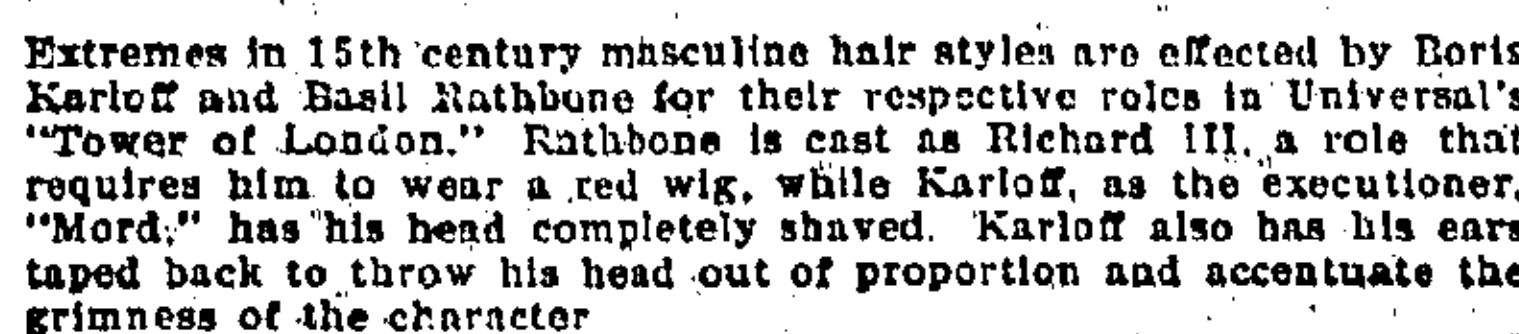 Extremes in 15th century masculine hair styles are effected by Boris
Karloff and Basil Rathbone for their respective roles in Universal's
"Tower of London." Rathbone is cast as Richard III, a role that
requires him to wear a red wig, while Karloff, as the executioner,
"Mord," has his head completely shaved. Karloff also has his ears
taped back to throw his head out of proportion and accentuate the
grimness of the character